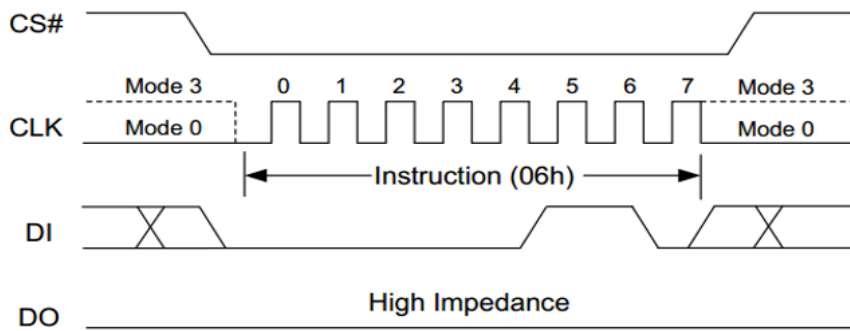 CS#
Mode 3 0 1 2 3 4 5 6 7 Mode 3
CLK
Mode 0 Mode 0
Instruction (06h)
DI
High Impedance
DO